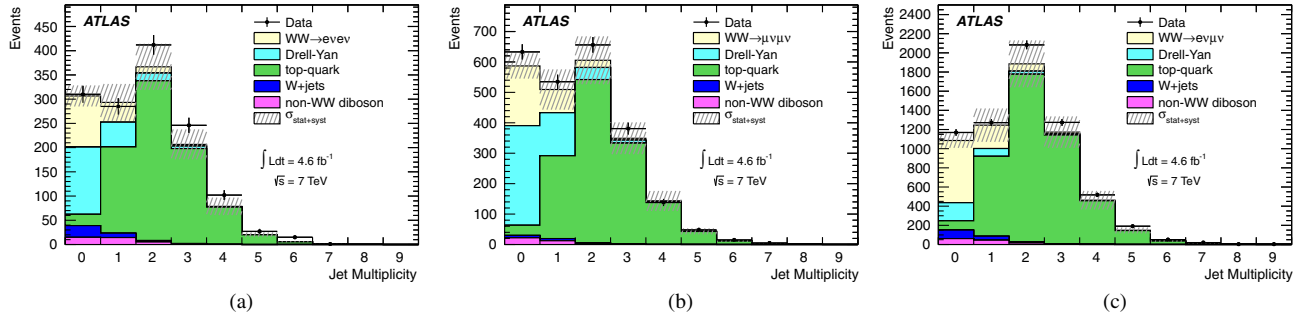 ATLAS
Events
450
400
350
300
250
200
150
100
50
0
Data
WW→eνeν
Drell-Yan
top-quark
W+jets
non-WW diboson
σstat+syst
∫ Ldt = 4.6 fb-1
√s = 7 TeV
0 1 2 3 4 5 6 7 8 9
Jet Multiplicity
(a)
ATLAS
Events
700
600
500
400
300
200
100
0
Data
WW→μνμν
Drell-Yan
top-quark
W+jets
non-WW diboson
σstat+syst
∫ Ldt = 4.6 fb-1
√s = 7 TeV
0 1 2 3 4 5 6 7 8 9
Jet Multiplicity
(b)
ATLAS
Events
2400
2200
2000
1800
1600
1400
1200
1000
800
600
400
200
0
Data
WW→eνμν
Drell-Yan
top-quark
W+jets
non-WW diboson
σstat+syst
∫ Ldt = 4.6 fb-1
√s = 7 TeV
0 1 2 3 4 5 6 7 8 9
Jet Multiplicity
(c)